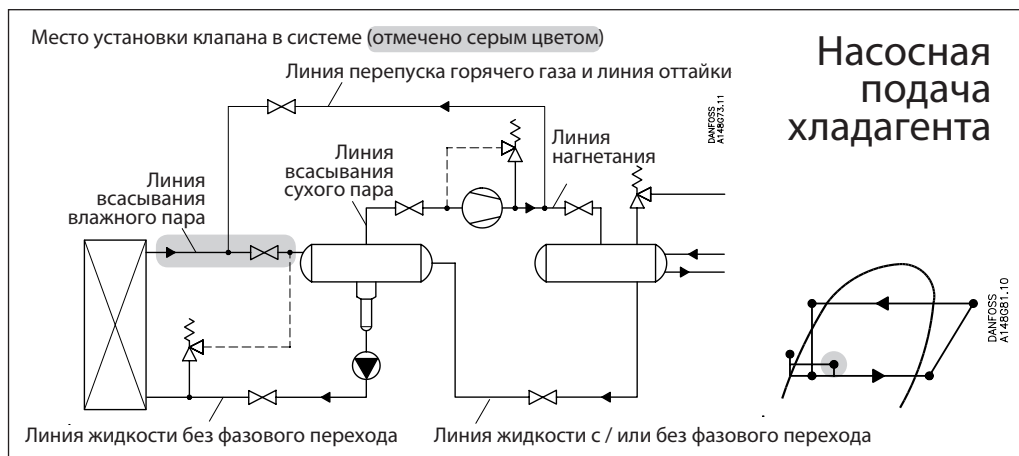 Место установки клапана в системе (отмечено серым цветом)
Насосная
подача
хладагента
Линия перепуска горячего газа и линия оттайки
DANFOSS
A148G73.11
Линия
всасывания
влажного пара
Линия
всасывания
сухого пара
Линия
нагнетания
DANFOSS
A148G81.10
Линия жидкости без фазового перехода
Линия жидкости с / или без фазового перехода